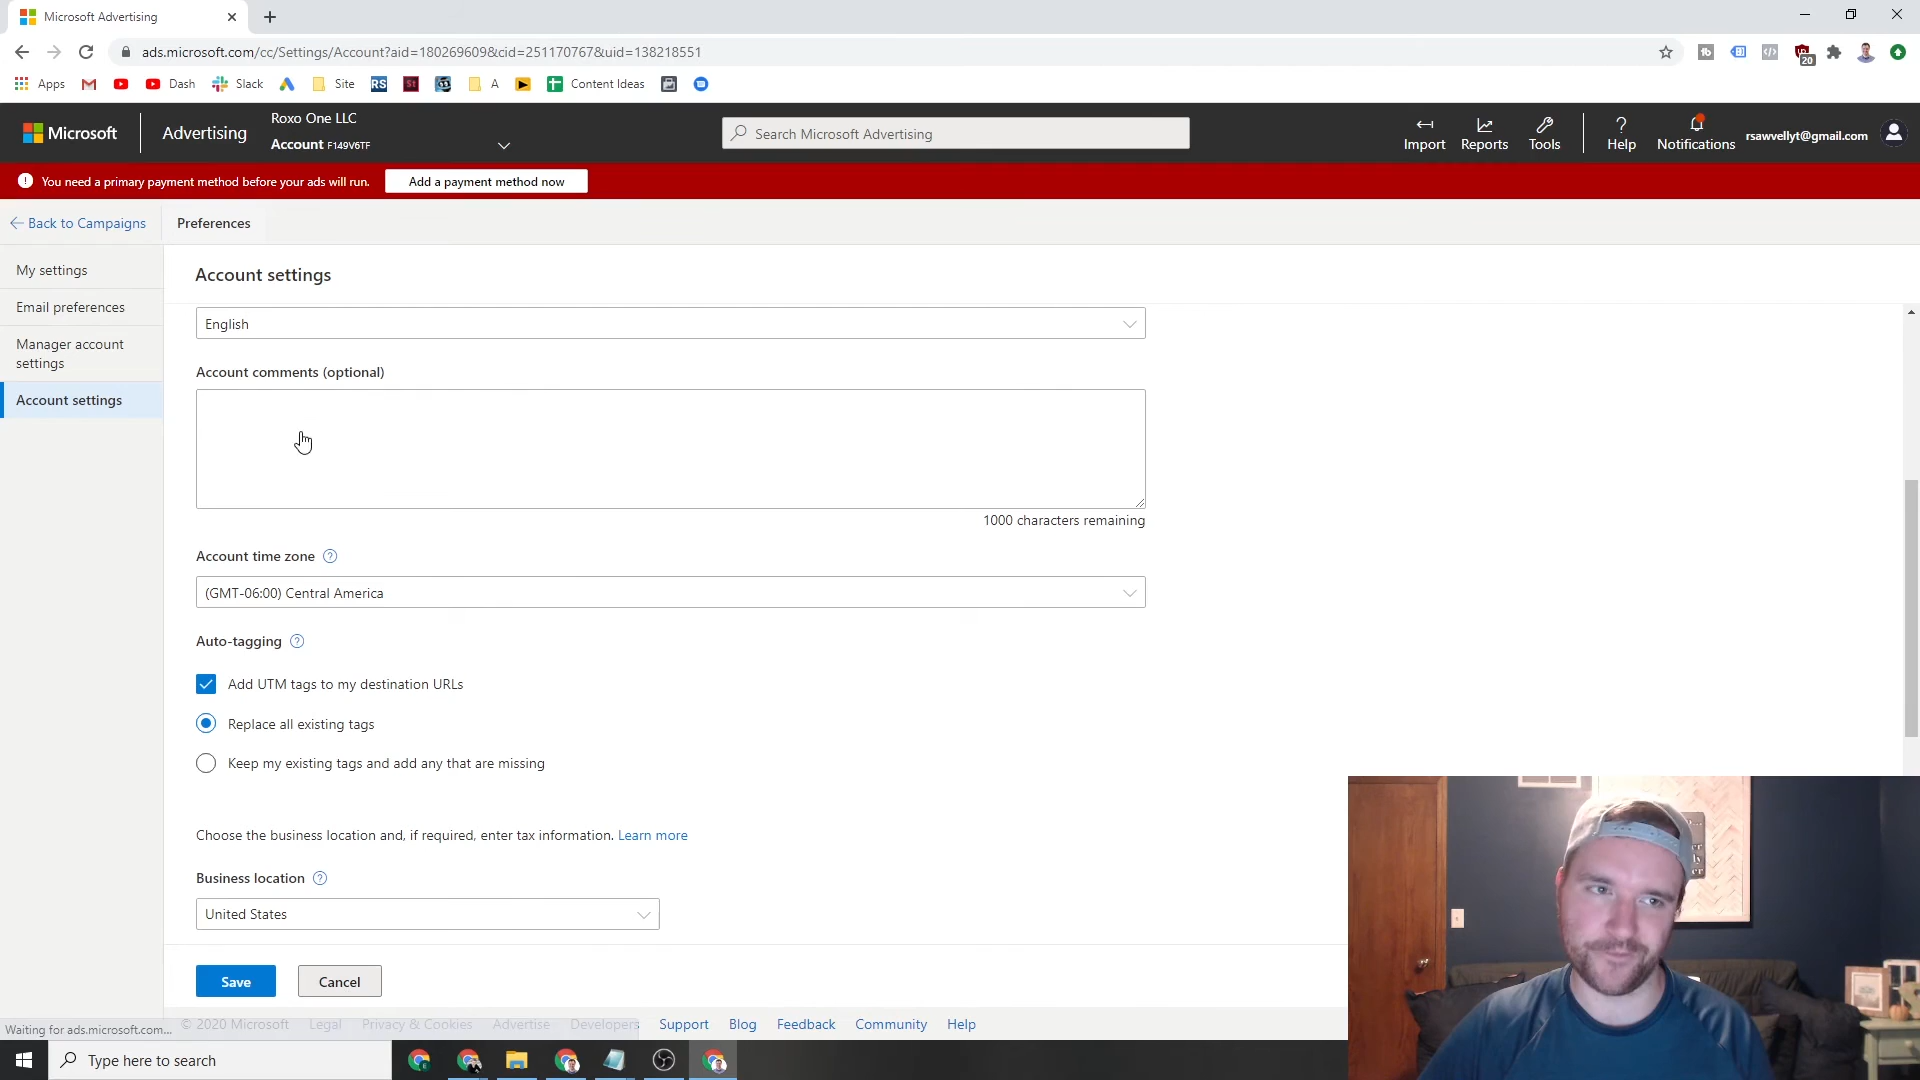 Microsoft Advertising
ads.microsoft.com/cc/Settings/Account?aid=180269609&cid=251170767&uid=138218551
20
Apps
Dash
Slack
Site
RS
St
A
Content Ideas
Microsoft
Advertising
Roxo One LLC
Account F149V6TF
Search Microsoft Advertising
Import
Reports
Tools
Help
Notifications
rsawvellyt@gmail.com
You need a primary payment method before your ads will run.
Add a payment method now
Back to Campaigns
Preferences
My settings
Email preferences
Manager account
settings
Account settings
Account settings
English
Account comments (optional)
1000 characters remaining
Account time zone
(GMT-06:00) Central America
Auto-tagging
Add UTM tags to my destination URLs
Replace all existing tags
Keep my existing tags and add any that are missing
Choose the business location and, if required, enter tax information. Learn more
Business location
United States
Save
Cancel
Waiting for ads.microsoft.com...
© 2020 Microsoft
Legal
Privacy & Cookies
Advertise
Developers
Support
Blog
Feedback
Community
Help
Type here to search